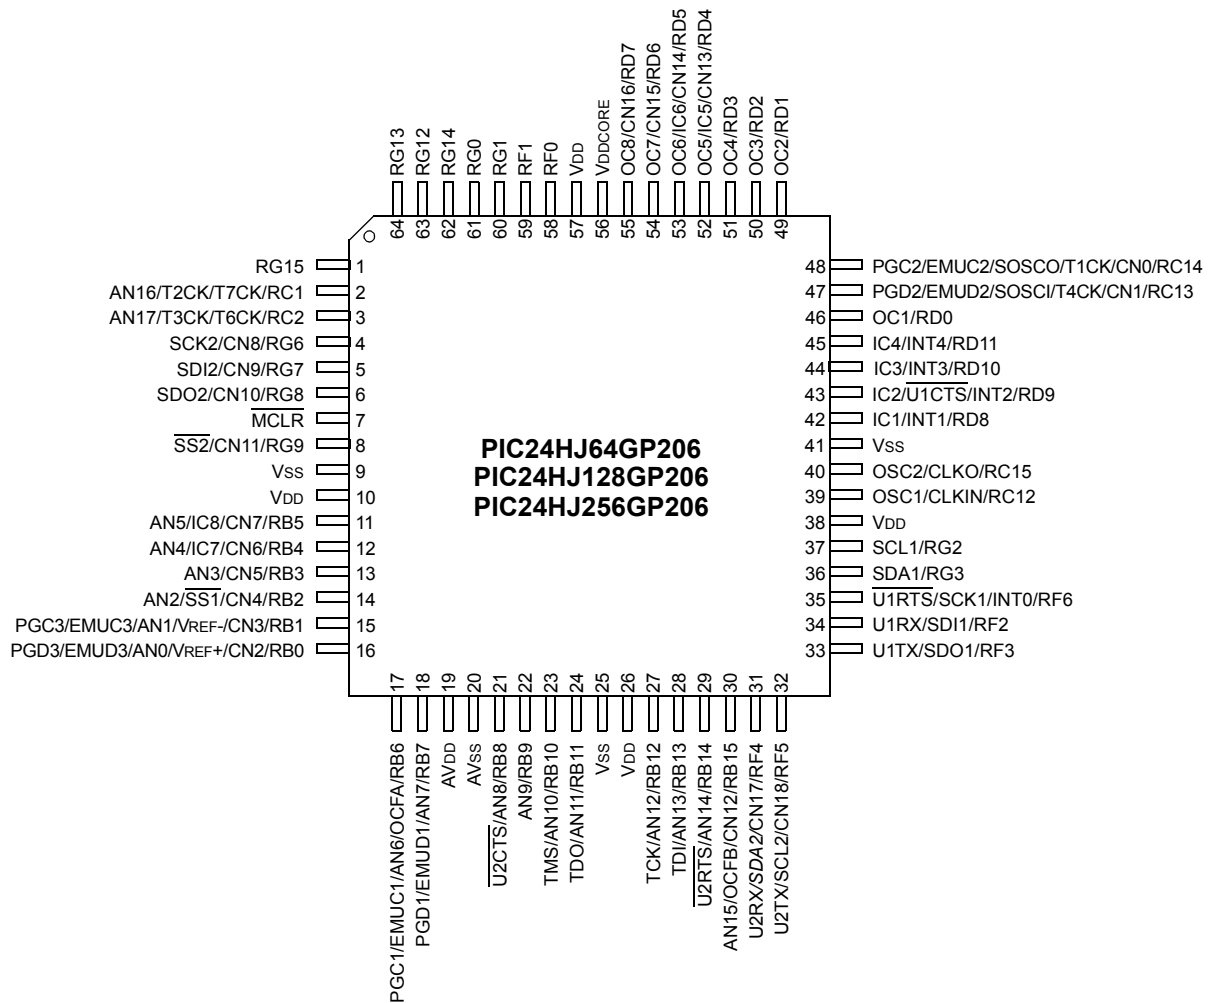 RG13
RG12
RG14
RG0
RG1
RF1
RF0
VDD
VDDCORE
OC8/CN16/RD7
OC7/CN15/RD6
OC6/IC6/CN14/RD5
OC5/IC5/CN13/RD4
OC4/RD3
OC3/RD2
OC2/RD1
64
63
62
61
60
59
58
57
56
55
54
53
52
51
50
49
RG15 1
AN16/T2CK/T7CK/RC1 2
AN17/T3CK/T6CK/RC2 3
SCK2/CN8/RG6 4
SDI2/CN9/RG7 5
SDO2/CN10/RG8 6
MCLR 7
SS2/CN11/RG9 8
VSS 9
VDD 10
AN5/IC8/CN7/RB5 11
AN4/IC7/CN6/RB4 12
AN3/CN5/RB3 13
AN2/SS1/CN4/RB2 14
PGC3/EMUC3/AN1/VREF-/CN3/RB1 15
PGD3/EMUD3/AN0/VREF+/CN2/RB0 16
PIC24HJ64GP206
PIC24HJ128GP206
PIC24HJ256GP206
48 PGC2/EMUC2/SOSCO/T1CK/CN0/RC14
47 PGD2/EMUD2/SOSCI/T4CK/CN1/RC13
46 OC1/RD0
45 IC4/INT4/RD11
44 IC3/INT3/RD10
43 IC2/U1CTS/INT2/RD9
42 IC1/INT1/RD8
41 VSS
40 OSC2/CLKO/RC15
39 OSC1/CLKIN/RC12
38 VDD
37 SCL1/RG2
36 SDA1/RG3
35 U1RTS/SCK1/INT0/RF6
34 U1RX/SDI1/RF2
33 U1TX/SDO1/RF3
17
18
19
20
21
22
23
24
25
26
27
28
29
30
31
32
PGC1/EMUC1/AN6/OCFA/RB6
PGD1/EMUD1/AN7/RB7
AVDD
AVSS
U2CTS/AN8/RB8
AN9/RB9
TMS/AN10/RB10
TDO/AN11/RB11
VSS
VDD
TCK/AN12/RB12
TDI/AN13/RB13
U2RTS/AN14/RB14
AN15/OCFB/CN12/RB15
U2RX/SDA2/CN17/RF4
U2TX/SCL2/CN18/RF5